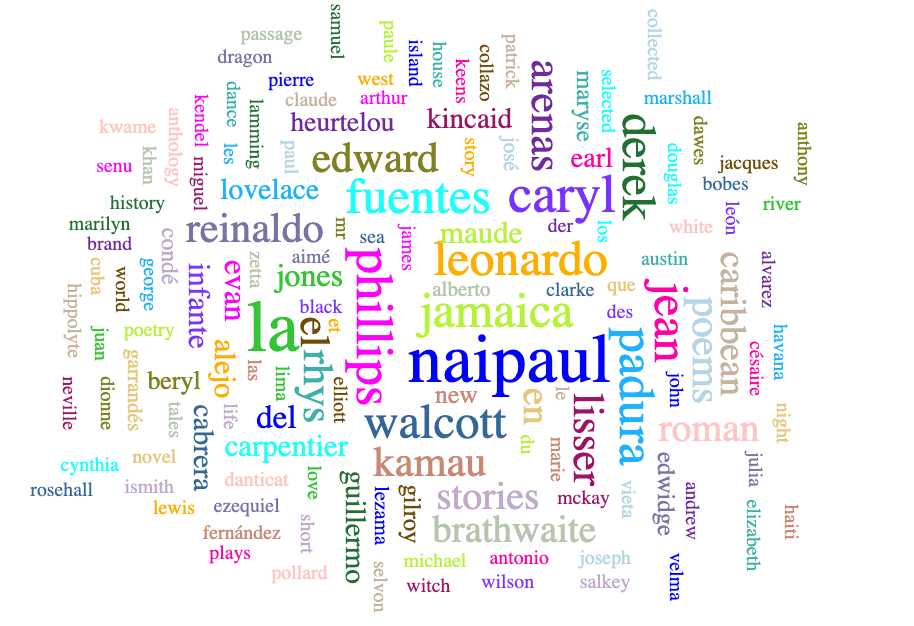 samuel
collected
passage
paule
island
house
patrick
dragon
keens
collazo
pierre
west
arenas
maryse
selected
claude
arthur
marshall
kendel
dance
lamming
heurtelou
kincaid
derek
dawes
kwame
anthology
les
paul
edward
story
josé
earl
douglas
jacques
anthony
senu
khan
miguel
lovelace
fuentes
caryl
bobes
history
león
river
marilyn
reinaldo
mr
sea
james
maude
der
los
white
brand
condé
zetta
aimé
leonardo
austin
cuba
world
george
infante
evan
jones
phillips
alberto
clarke
que
jean
poems
caribbean
alvarez
hippolyte
juan
poetry
la
black
et
el
jamaica
des
havana
garrandés
alejo
las
lima
rhys
naipaul
padura
césaire
neville
dionne
beryl
elliott
new
en
le
lisser
john
night
tales
cabrera
life
del
walcott
roman
cynthia
novel
carpentier
du
marie
julia
rosehall
ismith
danticat
love
guillermo
kamau
stories
mckay
vieta
edwidge
andrew
elizabeth
haiti
lewis
ezequiel
short
lezama
gilroy
brathwaite
fernández
plays
pollard
selvon
michael
antonio
joseph
velma
witch
wilson
salkey